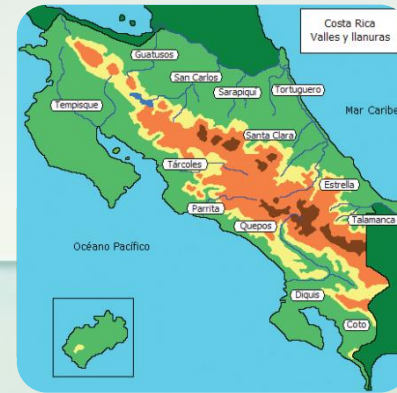 Costa Rica
Valles y llanuras
Guatusos
San Carlos
Tortuguero
Sarapiquí
Tempisque
Mar Caribe
Santa Clara
Tárcoles
Estrella
Parrita
Talamanca
Quepos
Océano Pacífico
Diquis
Coto